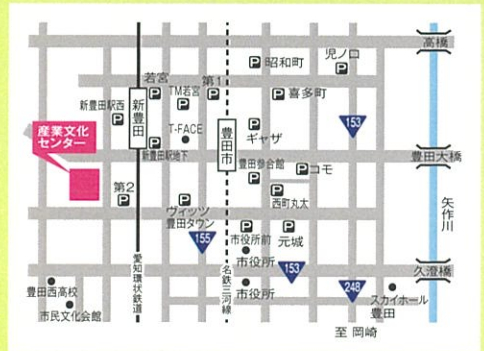 高橋
昭和町
児ノ口
P
P
若宮
TM若宮
第1
喜多町
P
P
P
P
新豊田駅西
P
新豊田
産業文化
センター
T-FACE
豊田市
P
ギャザ
153
新豊田駅地下
P
豊田大橋
豊田参合館
P
P
コモ
P
西町丸太
第2
P
P
ヴィッツ
豊田タウン
矢作川
155
P
P
市役所前
元城
市役所
愛知環状鉄道
名鉄三河線
153
久澄橋
豊田西高校
市役所
248
スカイホール
豊田
市民文化会館
至 岡崎